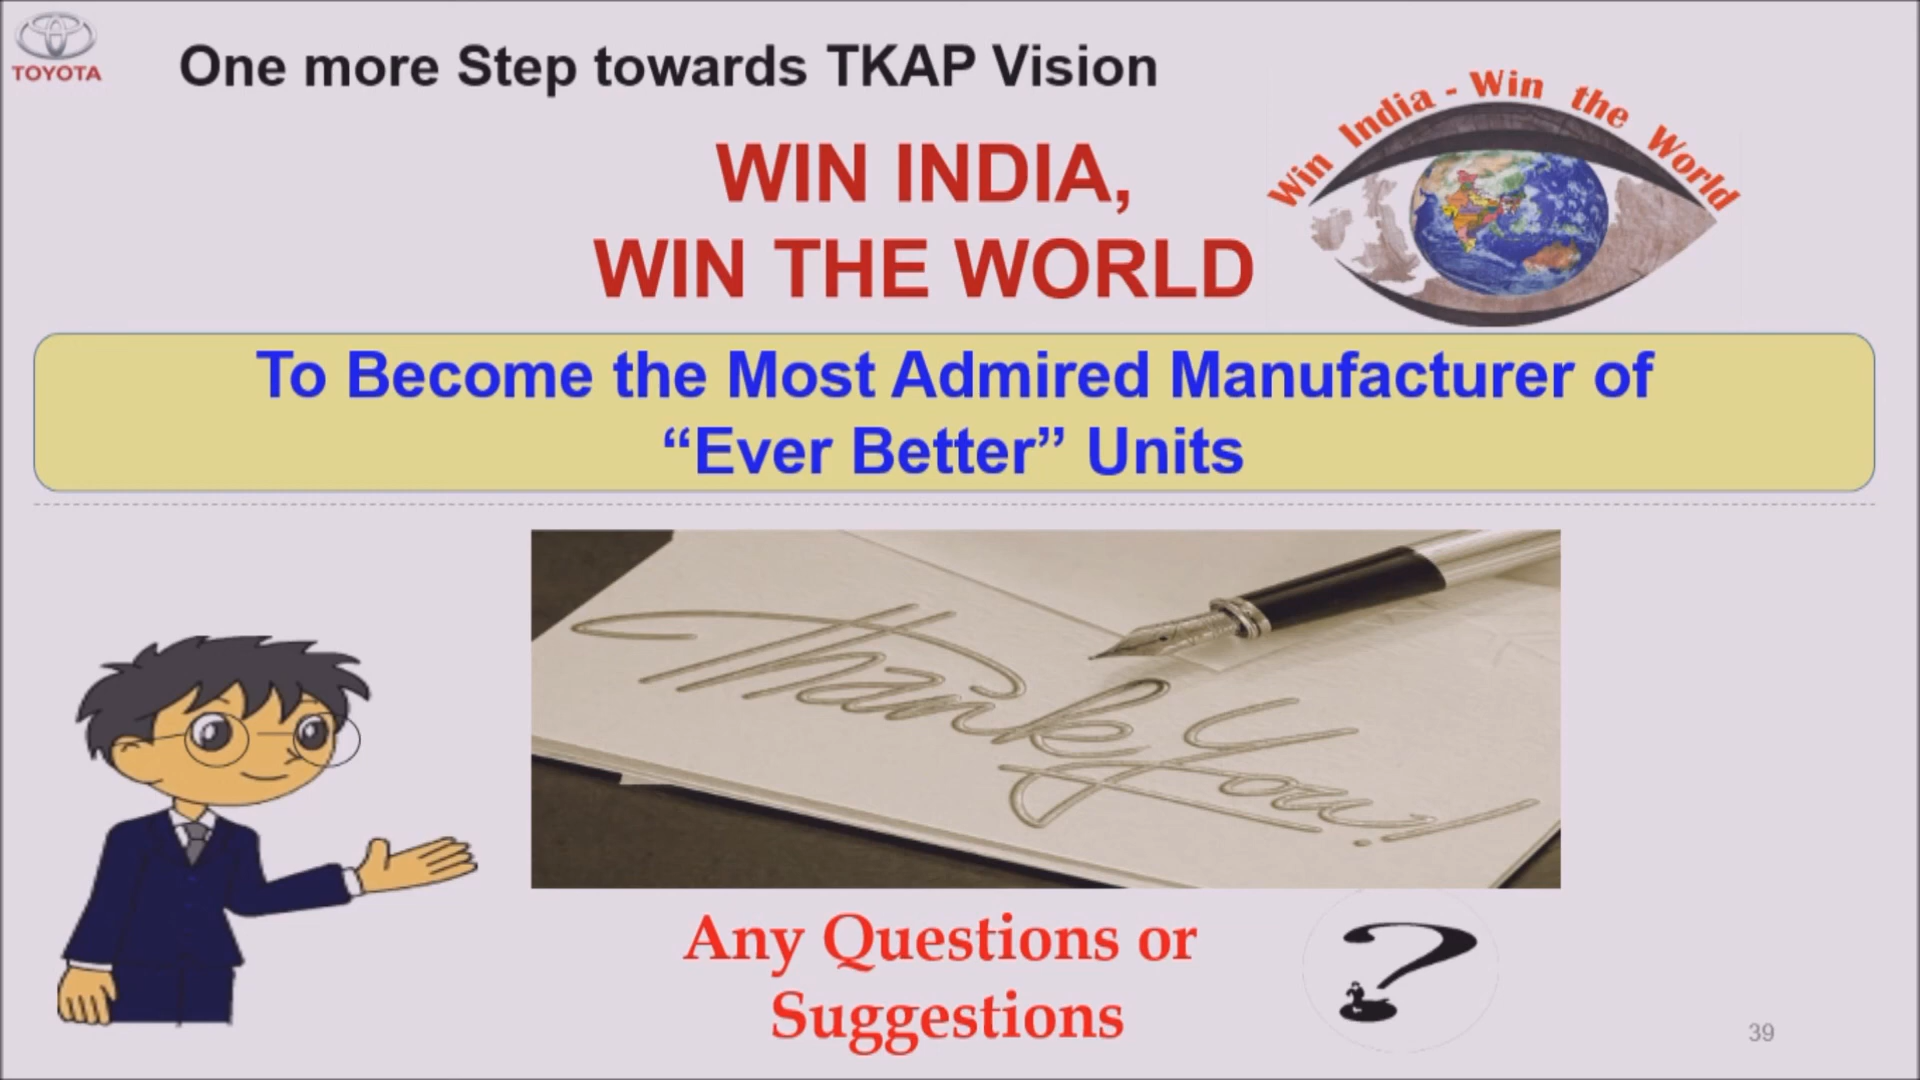 TOYOTA
One more Step towards TKAP Vision
Win India - Win the World
WIN INDIA,
WIN THE WORLD
To Become the Most Admired Manufacturer of
“Ever Better” Units
Thank You!
Any Questions or
Suggestions
?
39